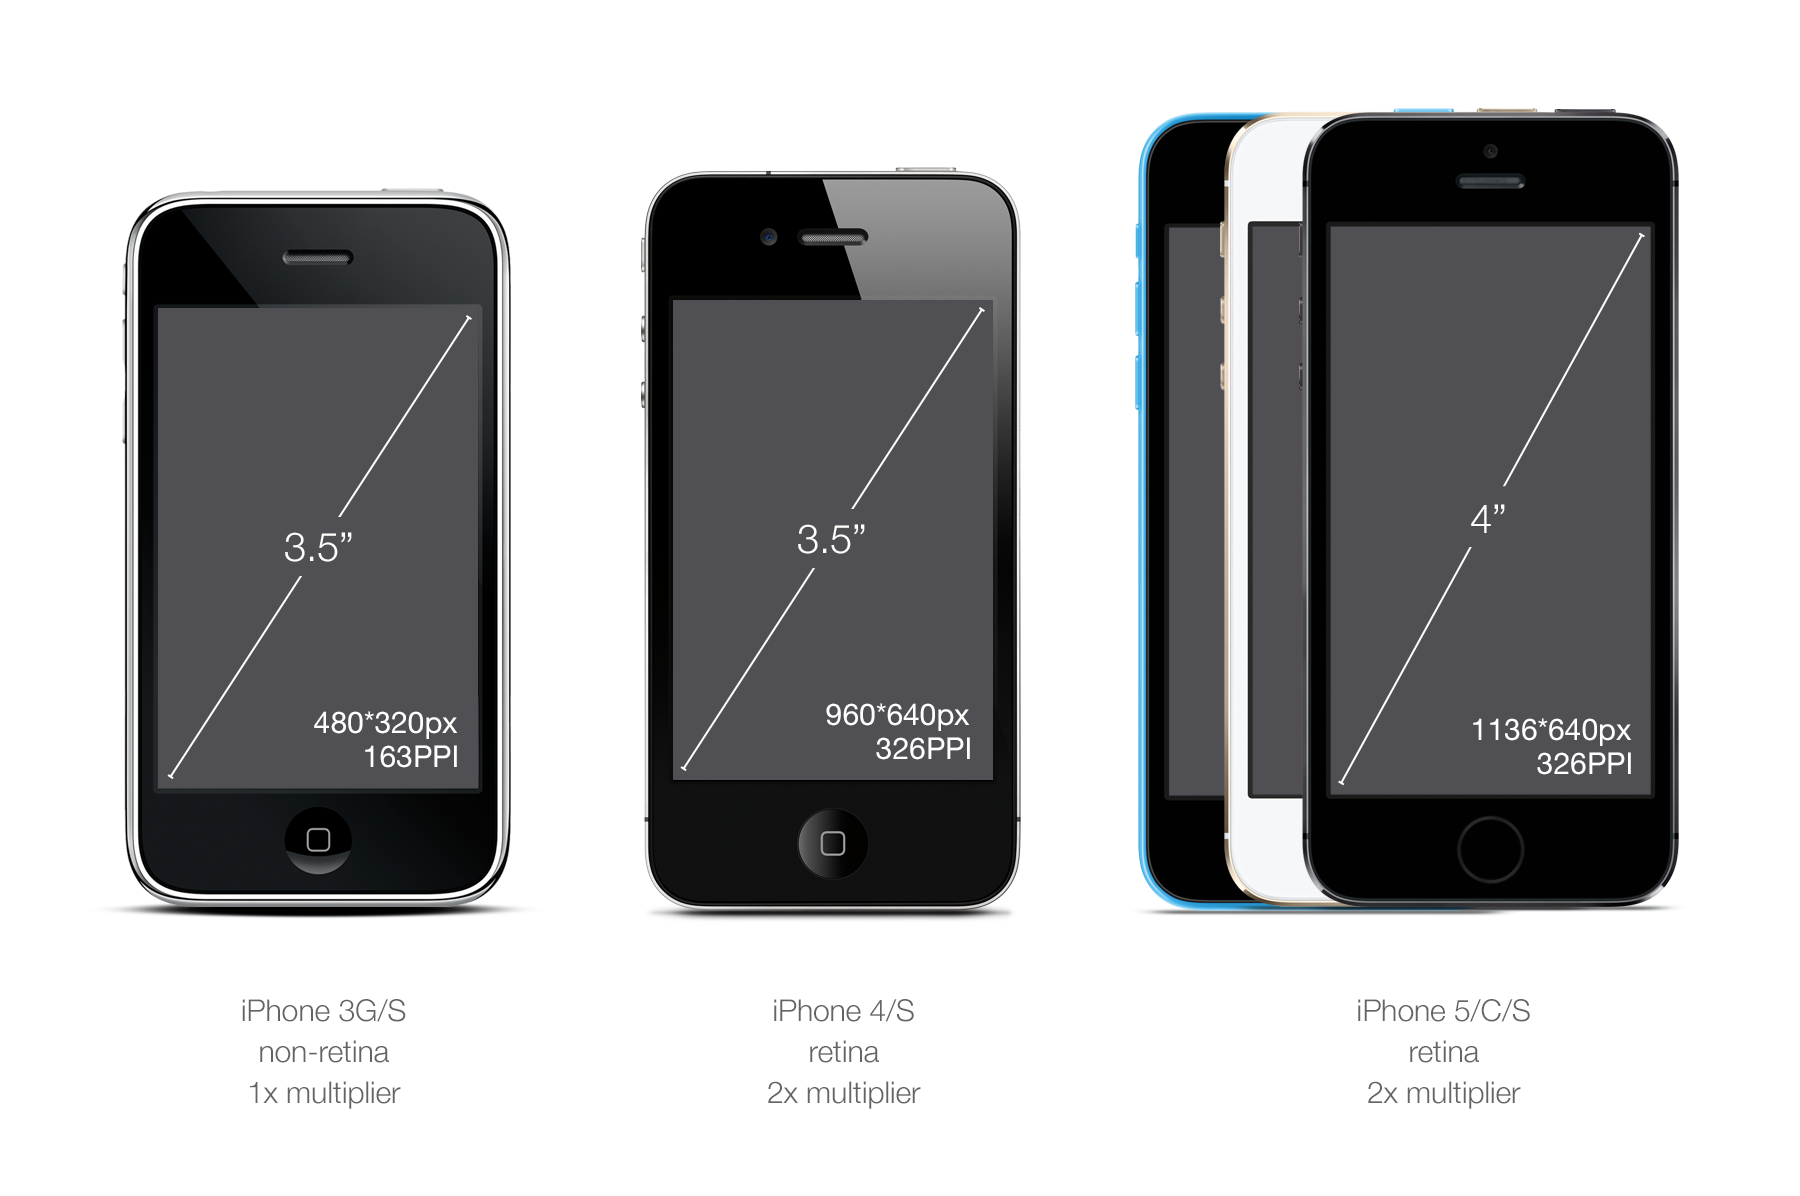 3.5”
480*320px
163PPI
iPhone 3G/S
non-retina
1x multiplier
3.5”
960*640px
326PPI
iPhone 4/S
retina
2x multiplier
4”
1136*640px
326PPI
iPhone 5/C/S
retina
2x multiplier